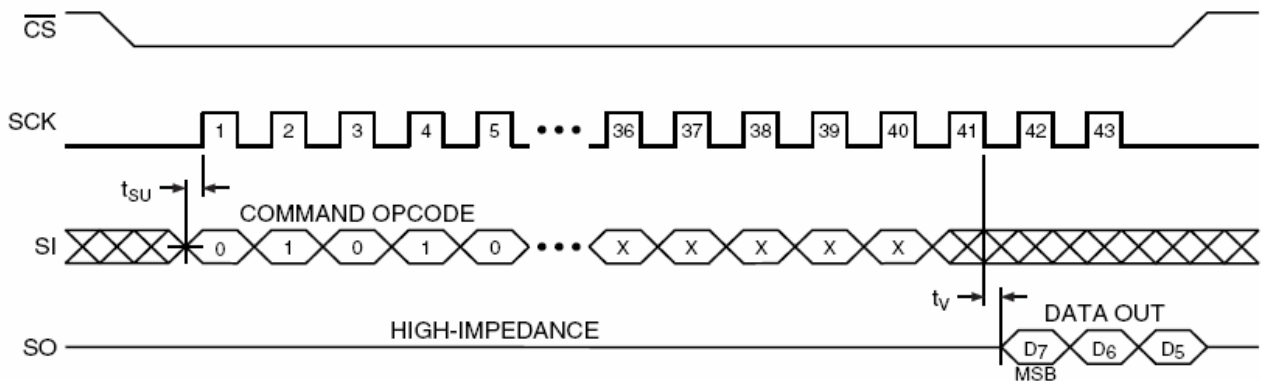 CS
SCK 1 2 3 4 5 ••• 36 37 38 39 40 41 42 43
tSU
COMMAND OPCODE
SI 0 1 0 1 0 ••• X X X X X
tV
DATA OUT
HIGH-IMPEDANCE
SO D7 D6 D5
MSB